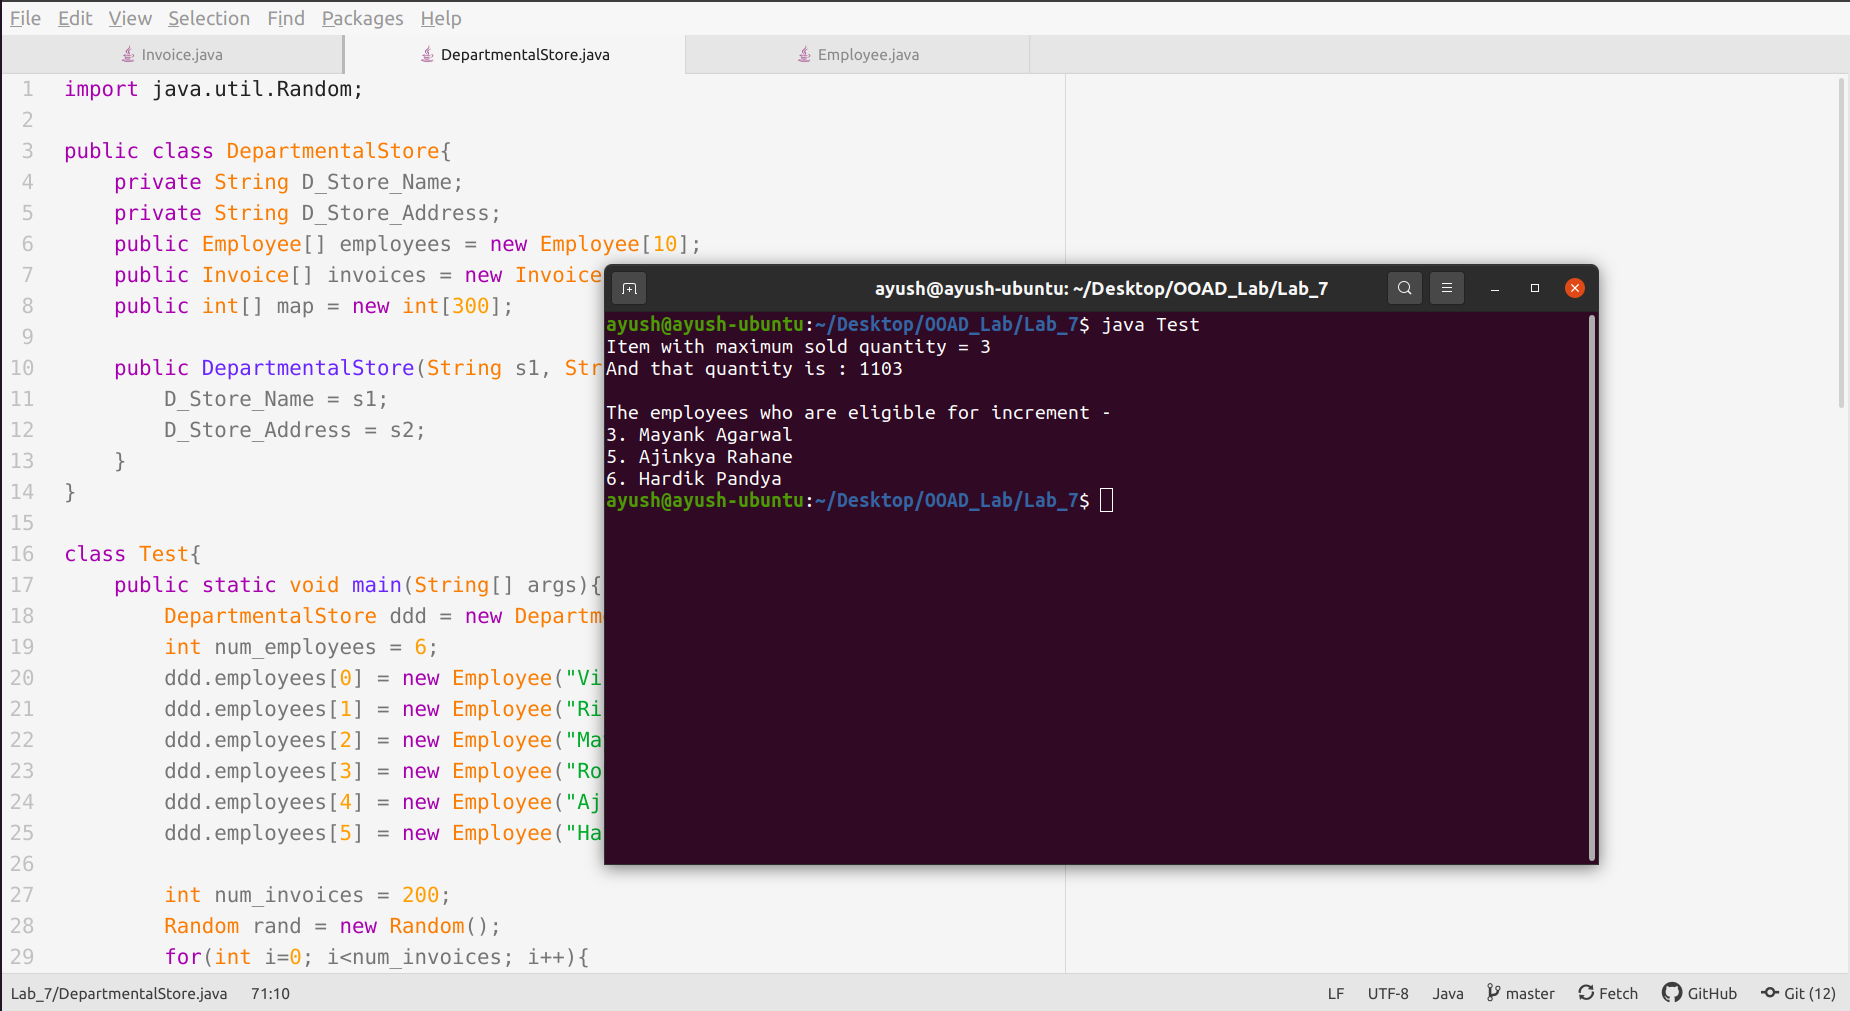 File Edit View Selection Find Packages Help
Invoice.java DepartmentalStore.java Employee.java
1 import java.util.Random;
2
3 public class DepartmentalStore{
4 private String D_Store_Name;
5 private String D_Store_Address;
6 public Employee[] employees = new Employee[10];
7 public Invoice[] invoices = new Invoice
8 public int[] map = new int[300];
9
10 public DepartmentalStore(String s1, Str
11 D_Store_Name = s1;
12 D_Store_Address = s2;
13 }
14 }
15
16 class Test{
17 public static void main(String[] args){
18 DepartmentalStore ddd = new Departm
19 int num_employees = 6;
20 ddd.employees[0] = new Employee("Vi
21 ddd.employees[1] = new Employee("Ri
22 ddd.employees[2] = new Employee("Ma
23 ddd.employees[3] = new Employee("Ro
24 ddd.employees[4] = new Employee("Aj
25 ddd.employees[5] = new Employee("Ha
26
27 int num_invoices = 200;
28 Random rand = new Random();
29 for(int i=0; i<num_invoices; i++){
ayush@ayush-ubuntu: ~/Desktop/OOAD_Lab/Lab_7
ayush@ayush-ubuntu:~/Desktop/OOAD_Lab/Lab_7$ java Test
Item with maximum sold quantity = 3
And that quantity is : 1103
The employees who are eligible for increment -
3. Mayank Agarwal
5. Ajinkya Rahane
6. Hardik Pandya
ayush@ayush-ubuntu:~/Desktop/OOAD_Lab/Lab_7$
Lab_7/DepartmentalStore.java 71:10 LF UTF-8 Java master Fetch GitHub Git (12)